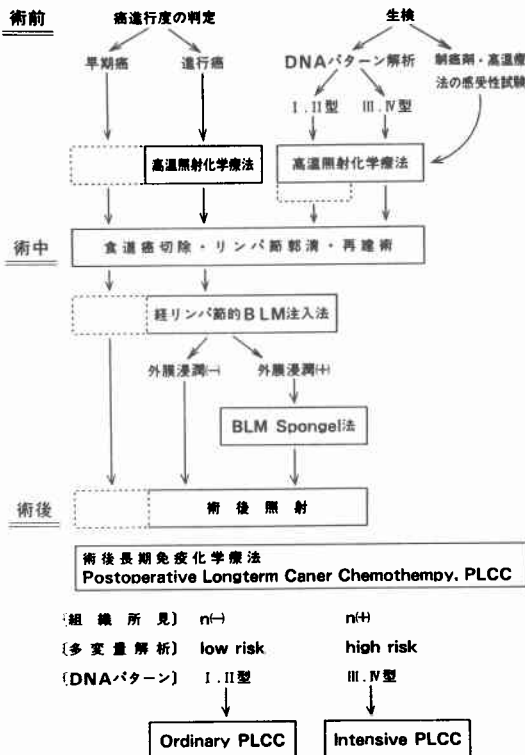 術前
癌進行度の判定
生検
早期癌
進行癌
DNAパターン解析
制癌剤・高温療法の感受性試験
I．II型
III．IV型
高温照射化学療法
高温照射化学療法
術中
食道癌切除・リンパ節郭清・再建術
経リンパ節的BLM注入法
外膜浸潤(−)
外膜浸潤(+)
BLM Spongel法
術後
術後照射
術後長期免疫化学療法
Postoperative Longterm Caner Chemothempy. PLCC
〔組織所見〕 n(−) n(+)
〔多変量解析〕 low risk high risk
〔DNAパターン〕 I．II型 III．IV型
Ordinary PLCC Intensive PLCC